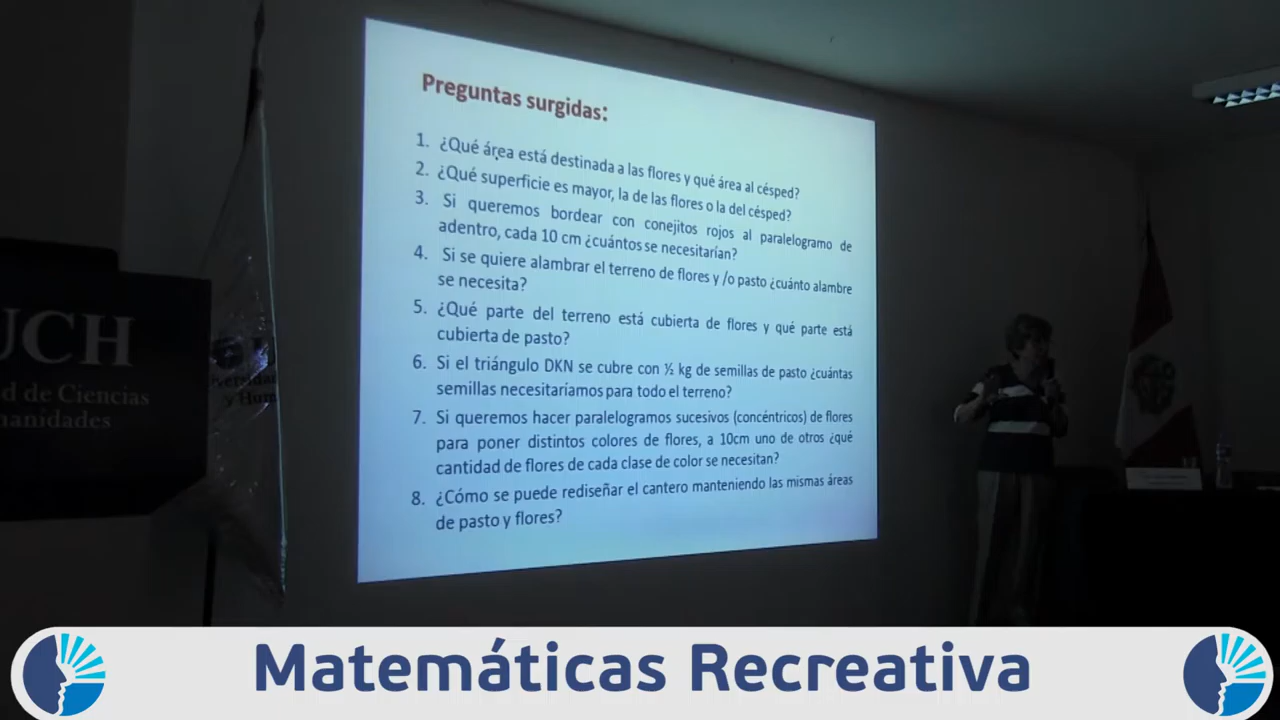 Preguntas surgidas:
1. ¿Qué área está destinada a las flores y qué área al césped?
2. ¿Qué superficie es mayor, la de las flores o la del césped?
3. Si queremos bordear con conejitos rojos al paralelogramo de
adentro, cada 10 cm ¿cuántos se necesitarían?
4. Si se quiere alambrar el terreno de flores y /o pasto ¿cuánto alambre
se necesita?
5. ¿Qué parte del terreno está cubierta de flores y qué parte está
cubierta de pasto?
6. Si el triángulo DKN se cubre con ½ kg de semillas de pasto ¿cuántas
semillas necesitaríamos para todo el terreno?
7. Si queremos hacer paralelogramos sucesivos (concéntricos) de flores
para poner distintos colores de flores, a 10cm uno de otros ¿qué
cantidad de flores de cada clase de color se necesitan?
8. ¿Cómo se puede rediseñar el cantero manteniendo las mismas áreas
de pasto y flores?
UCH
d de Ciencias
manidades
y Hum
Matemáticas Recreativa